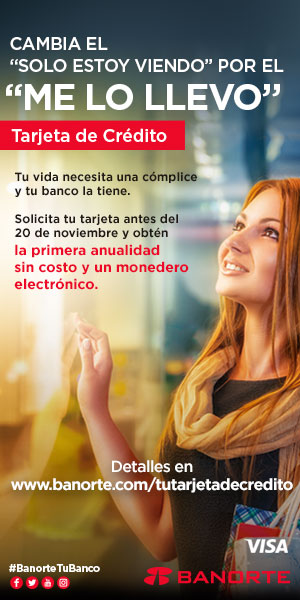 CAMBIA EL
“SOLO ESTOY VIENDO” POR EL
“ME LO LLEVO”
Tarjeta de Crédito
Tu vida necesita una cómplice
y tu banco la tiene.
Solicita tu tarjeta antes del
20 de noviembre y obtén
la primera anualidad
sin costo y un monedero
electrónico.
Detalles en
www.banorte.com/tutarjetadecredito
VISA
#BanorteTuBanco
BANORTE